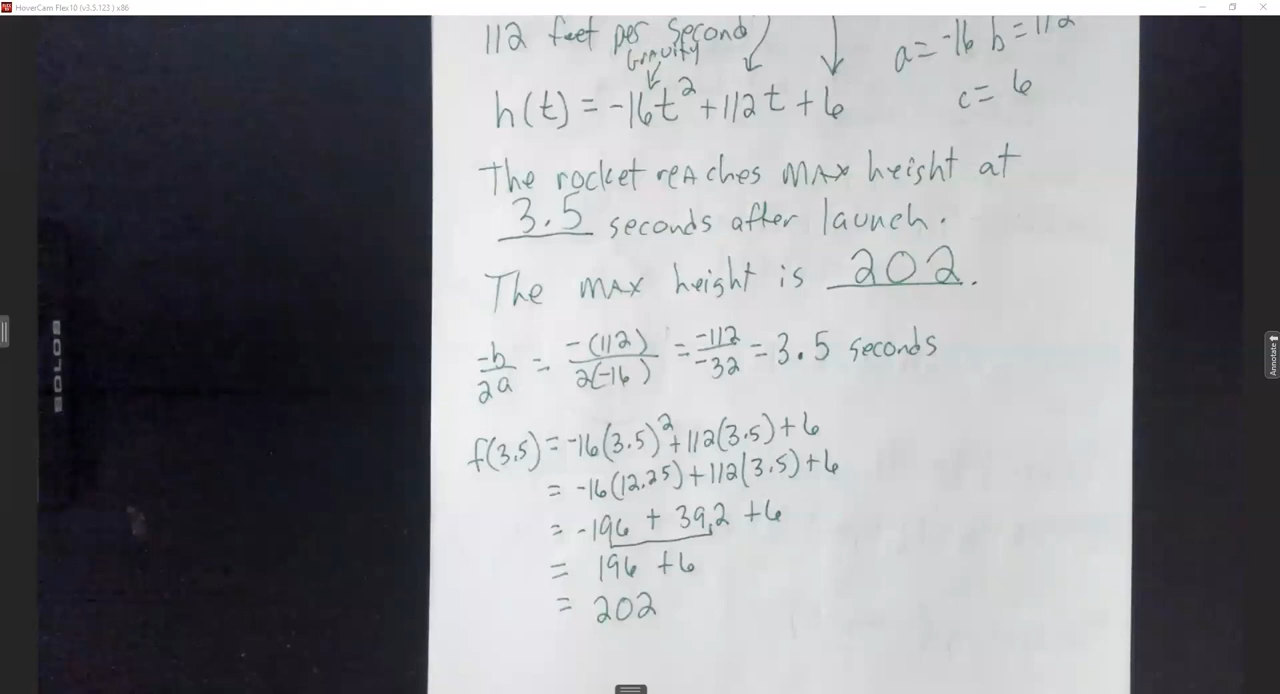 HoverCam Flex10 (v3.5.123) x86
112 feet per second
a = -16 b = 112
Gravity
c = 6
h(t) = -16t² + 112t + 6
The rocket reaches max height at
3.5 seconds after launch.
The max height is 202.
-b/2a = -(112)/2(-16) = -112/-32 = 3.5 seconds
f(3.5) = -16(3.5)² + 112(3.5) + 6
= -16(12.25) + 112(3.5) + 6
= -196 + 392 + 6
= 196 + 6
= 202
SOLO8
Annotate